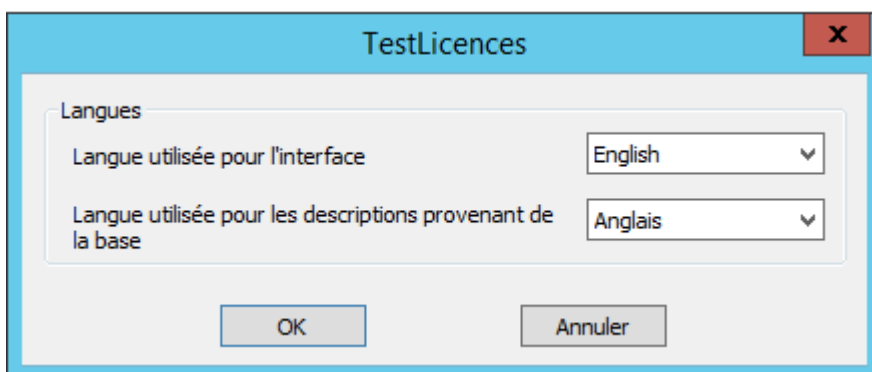 TestLicences
x
Langues
Langue utilisée pour l'interface
English
Langue utilisée pour les descriptions provenant de
la base
Anglais
OK
Annuler